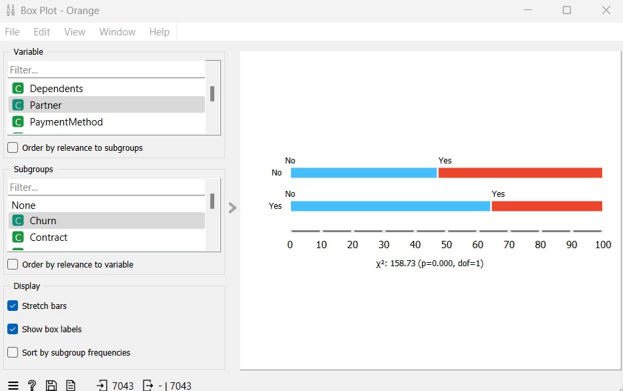 Box Plot - Orange
File Edit View Window Help
Variable
Filter...
C Dependents
C Partner
C PaymentMethod
Order by relevance to subgroups
Subgroups
Filter...
None
C Churn
C Contract
Order by relevance to variable
Display
Stretch bars
Show box labels
Sort by subgroup frequencies
? 7043 - | 7043
No Yes
No
No Yes
Yes
0 10 20 30 40 50 60 70 80 90 100
χ²: 158.73 (p=0.000, dof=1)